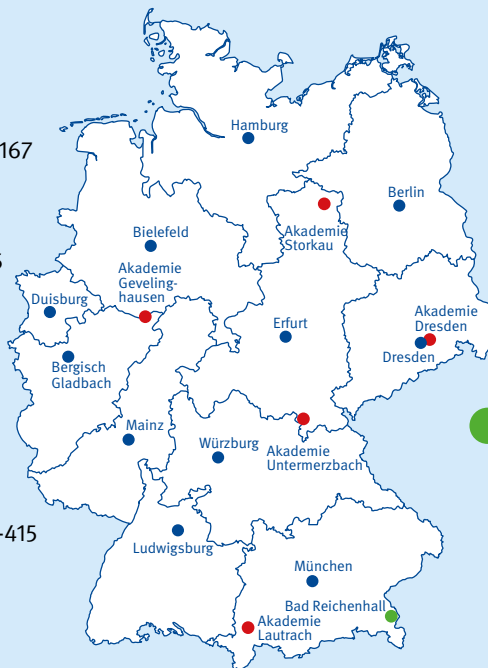 Hamburg
167
Berlin
Akademie
Storkau
Bielefeld
Akademie
Geveling-
hausen
Duisburg
Erfurt
Akademie
Dresden
Dresden
Bergisch
Gladbach
Mainz
Würzburg
Akademie
Untermerzbach
-415
Ludwigsburg
München
Bad Reichenhall
Akademie
Lautrach